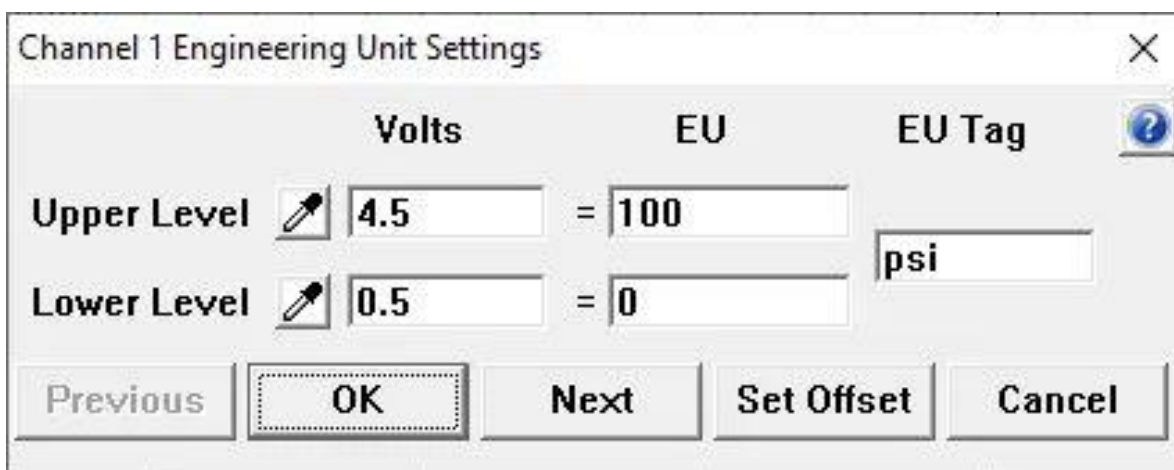 Channel 1 Engineering Unit Settings
Volts EU EU Tag ?
Upper Level 4.5 = 100
psi
Lower Level 0.5 = 0
Previous OK Next Set Offset Cancel